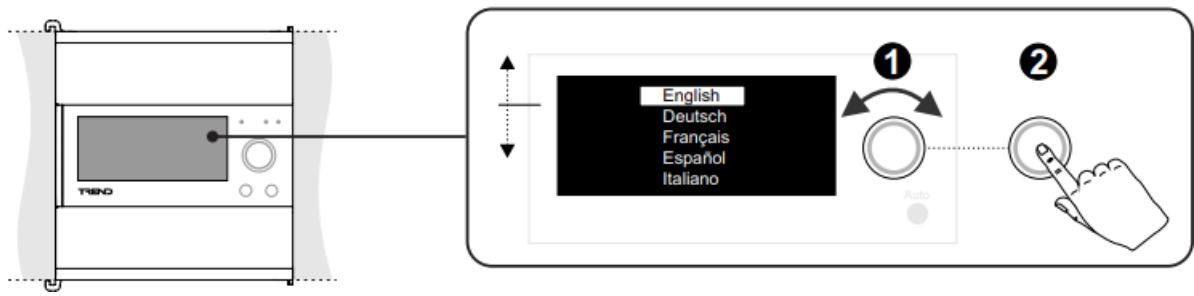 TREND
1
2
English
Deutsch
Français
Español
Italiano
Auto